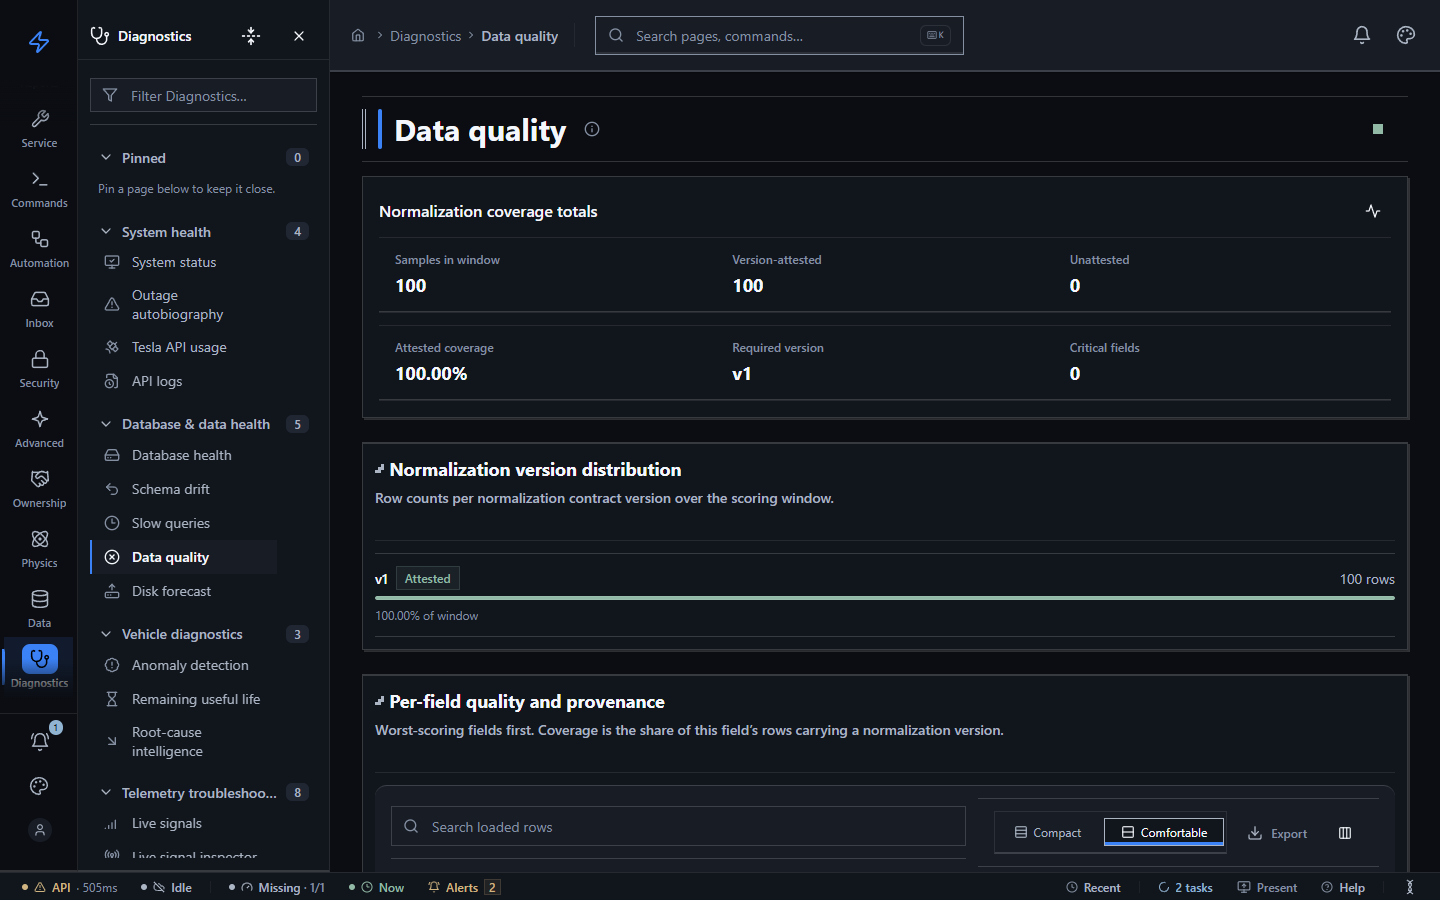 Diagnostics
Diagnostics
Data quality
Search pages, commands...
K
Filter Diagnostics...
Service
Commands
Automation
Inbox
Security
Advanced
Ownership
Physics
Data
Diagnostics
1
Pinned 0
Pin a page below to keep it close.
System health 4
System status
Outage
autobiography
Tesla API usage
API logs
Database & data health 5
Database health
Schema drift
Slow queries
Data quality
Disk forecast
Vehicle diagnostics 3
Anomaly detection
Remaining useful life
Root-cause
intelligence
Telemetry troubleshoo... 8
Live signals
Live signal inspector
Data quality
Normalization coverage totals
Samples in window Version-attested Unattested
100 100 0
Attested coverage Required version Critical fields
100.00% v1 0
Normalization version distribution
Row counts per normalization contract version over the scoring window.
v1 Attested 100 rows
100.00% of window
Per-field quality and provenance
Worst-scoring fields first. Coverage is the share of this field's rows carrying a normalization version.
Search loaded rows
Compact Comfortable Export
API · 505ms Idle Missing · 1/1 Now Alerts 2 Recent 2 tasks Present Help